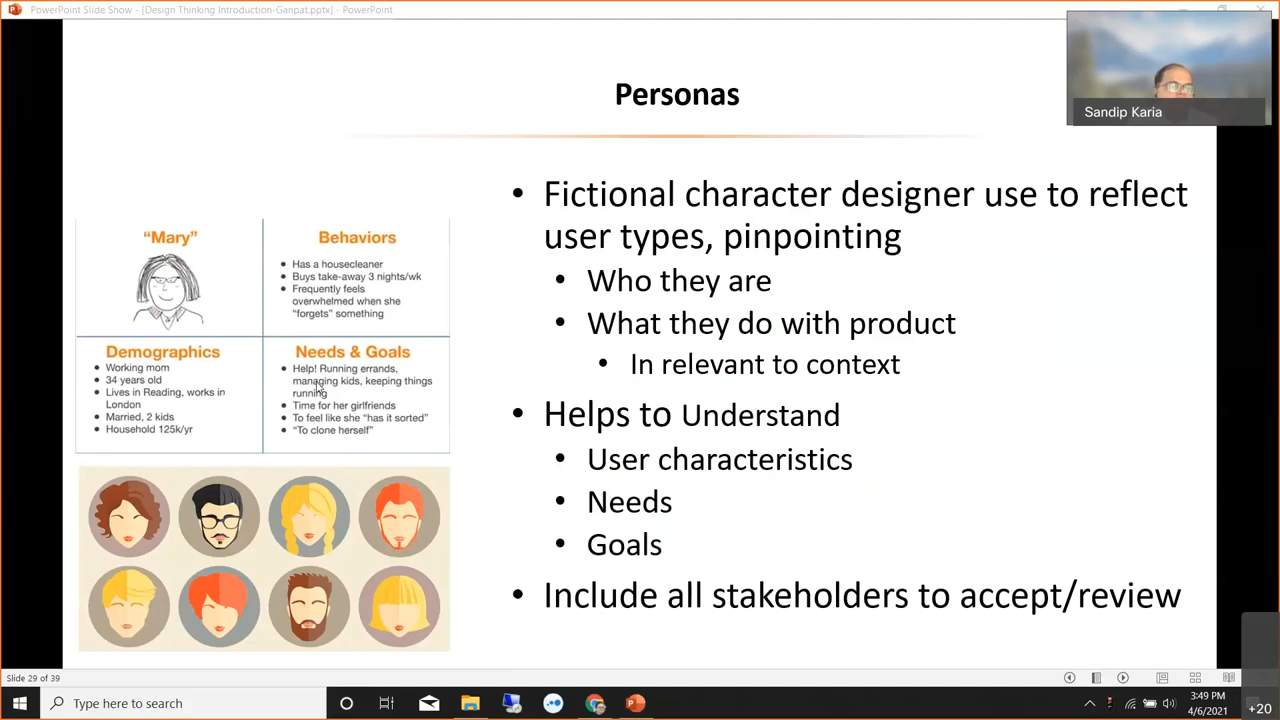 PowerPoint Slide Show - [Design Thinking Introduction-Ganpat.pptx] - PowerPoint
Sandip Karia
Personas
"Mary"
Behaviors
Has a housecleaner
Buys take-away 3 nights/wk
Frequently feels
overwhelmed when she
"forgets" something
Demographics
Working mom
34 years old
Lives in Reading, works in
London
Married, 2 kids
Household 125k/yr
Needs & Goals
Help! Running errands,
managing kids, keeping things
running
Time for her girlfriends
To feel like she "has it sorted"
"To clone herself"
• Fictional character designer use to reflect
user types, pinpointing
• Who they are
• What they do with product
• In relevant to context
• Helps to Understand
• User characteristics
• Needs
• Goals
• Include all stakeholders to accept/review
Slide 29 of 39
Type here to search
3:49 PM
4/6/2021
+20